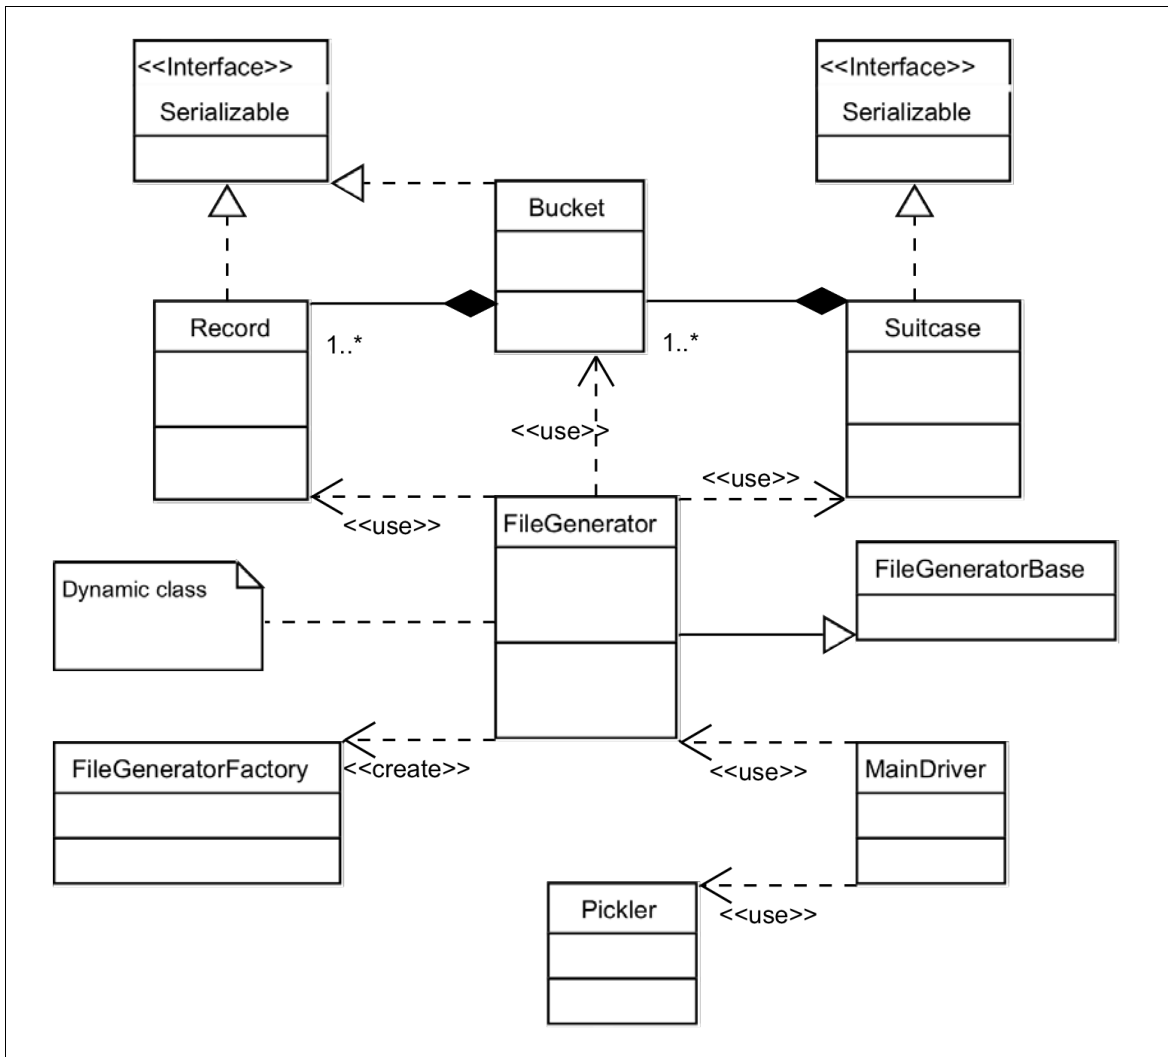 <<Interface>>
Serializable
<<Interface>>
Serializable
Bucket
Record
1..*
1..*
Suitcase
<<use>>
<<use>>
<<use>>
FileGenerator
Dynamic class
FileGeneratorBase
FileGeneratorFactory
<<create>>
<<use>>
MainDriver
Pickler
<<use>>